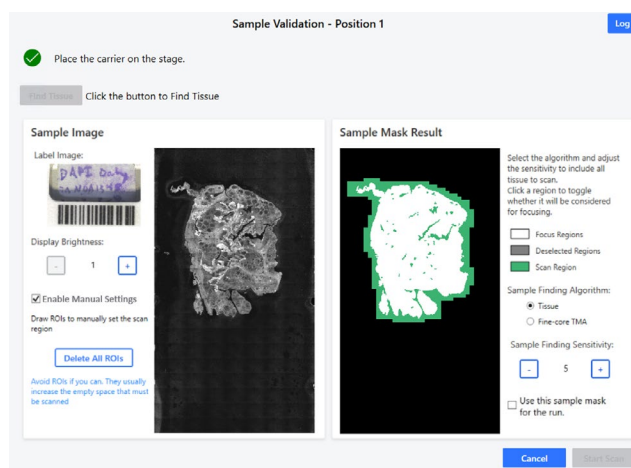 Sample Validation - Position 1
Log
Place the carrier on the stage.
Find Tissue
Click the button to Find Tissue
Sample Image
Label Image:
DAPI Only
Display Brightness:
- 1 +
Enable Manual Settings
Draw ROIs to manually set the scan
region
Delete All ROIs
Avoid ROIs if you can. They usually
increase the empty space that must
be scanned
Sample Mask Result
Select the algorithm and adjust
the sensitivity to include all
tissue to scan.
Click a region to toggle
whether it will be considered
for focusing.
Focus Regions
Deselected Regions
Scan Region
Sample Finding Algorithm:
Tissue
Fine-core TMA
Sample Finding Sensitivity:
- 5 +
Use this sample mask
for the run.
Cancel
Start Scan